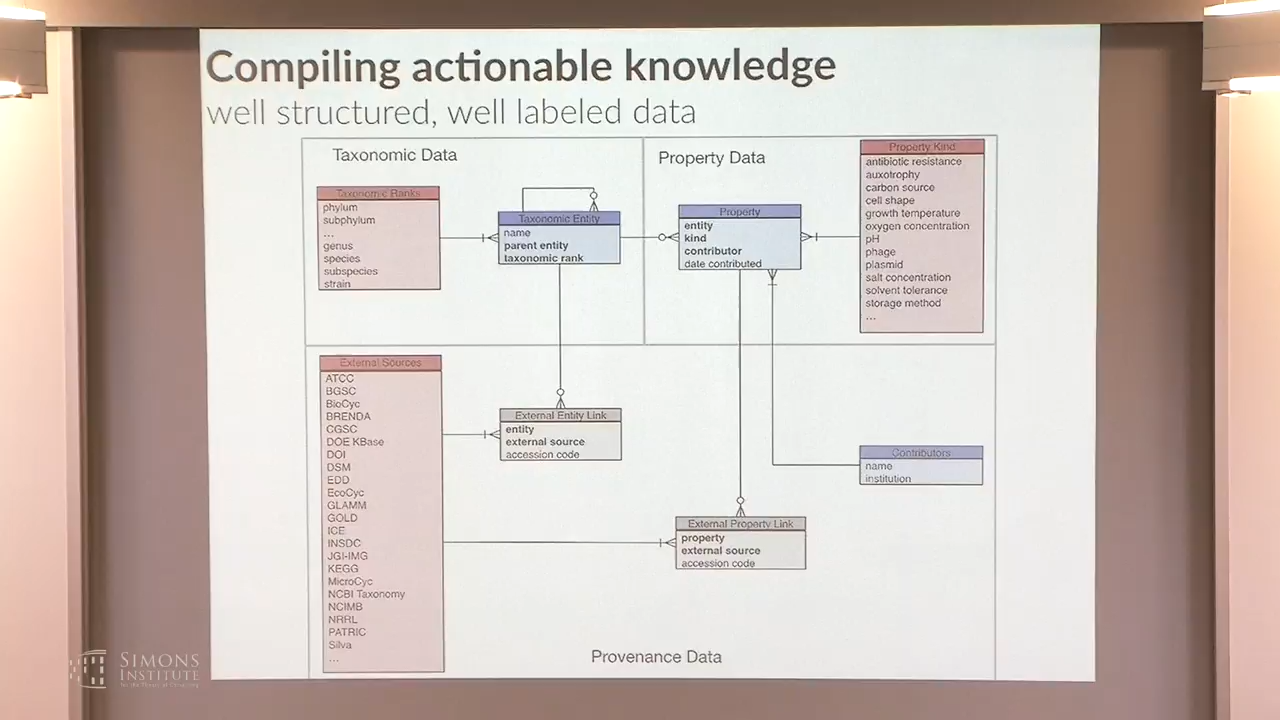 Compiling actionable knowledge
well structured, well labeled data
Taxonomic Data
Taxonomic Ranks
phylum
subphylum
...
genus
species
subspecies
strain
Taxonomic Entity
name
parent entity
taxonomic rank
Property Data
Property
entity
kind
contributor
date contributed
Property Kind
antibiotic resistance
auxotrophy
carbon source
cell shape
growth temperature
oxygen concentration
pH
phage
plasmid
salt concentration
solvent tolerance
storage method
...
External Sources
ATCC
BGSC
BioCyc
BRENDA
CGSC
DOE KBase
DOI
DSM
EDD
EcoCyc
GLAMM
GOLD
ICE
INSDC
JGI-IMG
KEGG
MicroCyc
NCBI Taxonomy
NCIMB
NRRL
PATRIC
Silva
...
External Entity Link
entity
external source
accession code
External Property Link
property
external source
accession code
Contributors
name
institution
Provenance Data
SIMONS
INSTITUTE
for the Theory of Computing